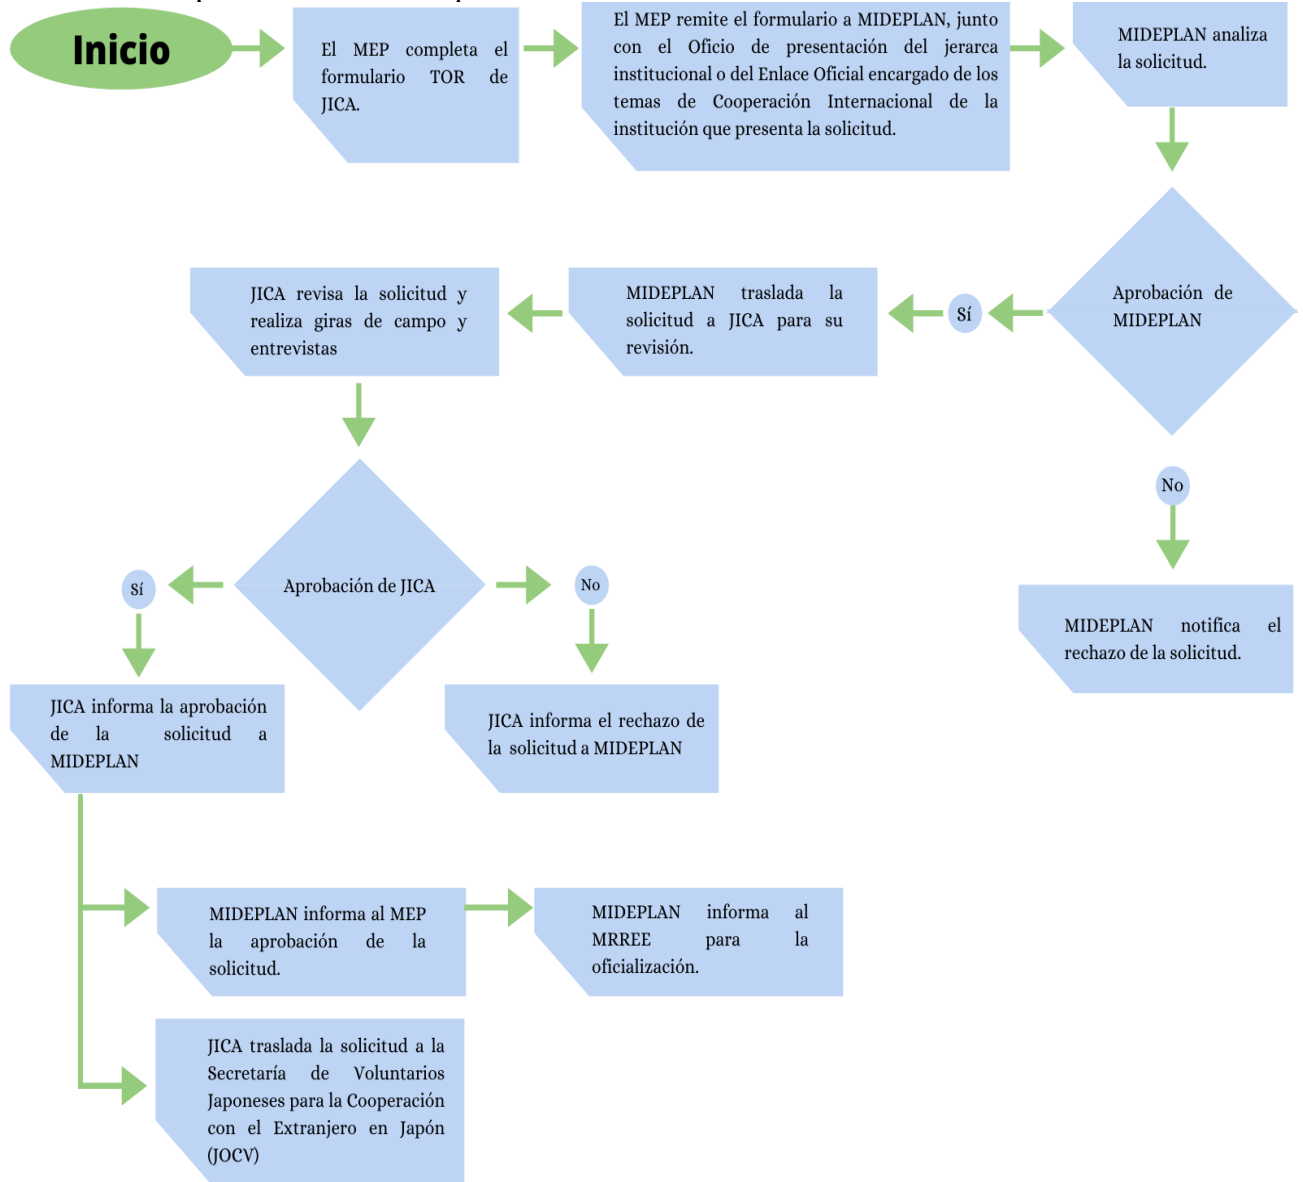 Inicio
El MEP completa el
formulario TOR de
JICA.
El MEP remite el formulario a MIDEPLAN, junto
con el Oficio de presentación del jerarca
institucional o del Enlace Oficial encargado de los
temas de Cooperación Internacional de la
institución que presenta la solicitud.
MIDEPLAN analiza
la solicitud.
Aprobación de
MIDEPLAN
Sí
MIDEPLAN traslada la
solicitud a JICA para su
revisión.
JICA revisa la solicitud y
realiza giras de campo y
entrevistas
No
MIDEPLAN notifica el
rechazo de la solicitud.
Aprobación de JICA
Sí
No
JICA informa la aprobación
de la solicitud a
MIDEPLAN
JICA informa el rechazo de
la solicitud a MIDEPLAN
MIDEPLAN informa al MEP
la aprobación de la
solicitud.
MIDEPLAN informa al
MRREE para la
oficialización.
JICA traslada la solicitud a la
Secretaría de Voluntarios
Japoneses para la Cooperación
con el Extranjero en Japón
(JOCV)